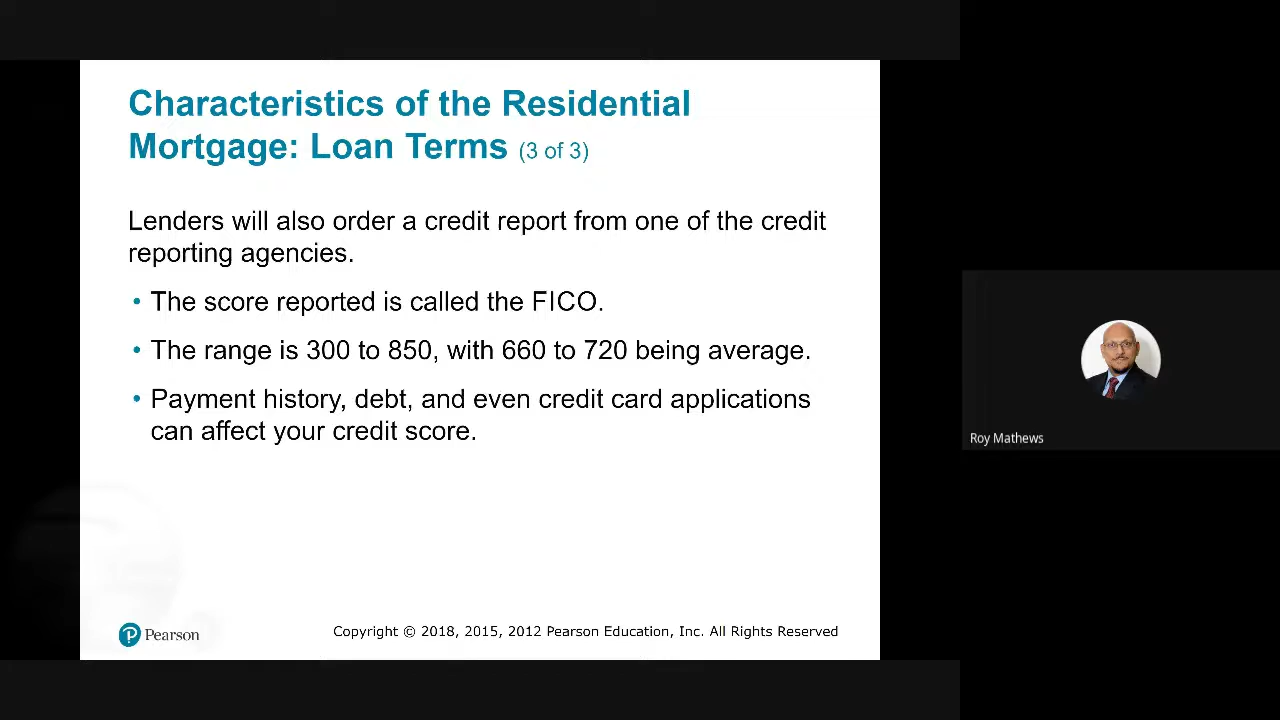 Characteristics of the Residential
Mortgage: Loan Terms (3 of 3)
Lenders will also order a credit report from one of the credit
reporting agencies.
• The score reported is called the FICO.
• The range is 300 to 850, with 660 to 720 being average.
• Payment history, debt, and even credit card applications
can affect your credit score.
Roy Mathews
Pearson
Copyright © 2018, 2015, 2012 Pearson Education, Inc. All Rights Reserved